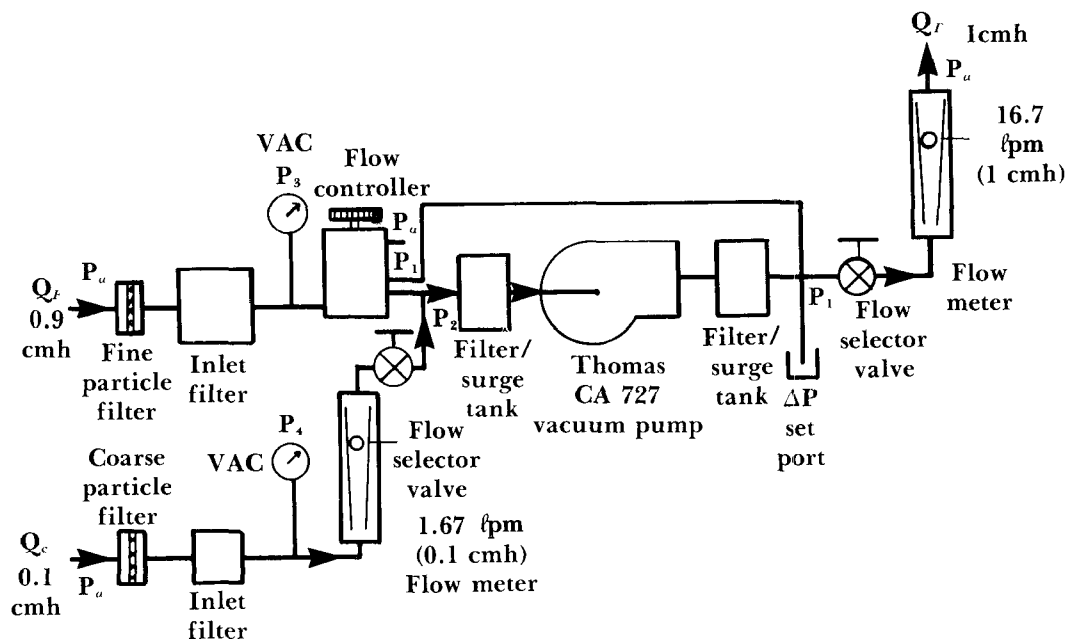 Q_T 1cmh
P_a
16.7
ℓpm
(1 cmh)
Flow
meter
VAC
P_3
Flow
controller
P_a
P_1
P_a
Q_F
0.9
cmh
Fine
particle
filter
Inlet
filter
P_2
Filter/
surge
tank
Thomas
CA 727
vacuum pump
Filter/
surge
tank
P_1
Flow
selector
valve
ΔP
set
port
Coarse
particle
filter
P_4
VAC
Flow
selector
valve
1.67 ℓpm
(0.1 cmh)
Flow meter
Q_c
0.1
cmh
P_a
Inlet
filter